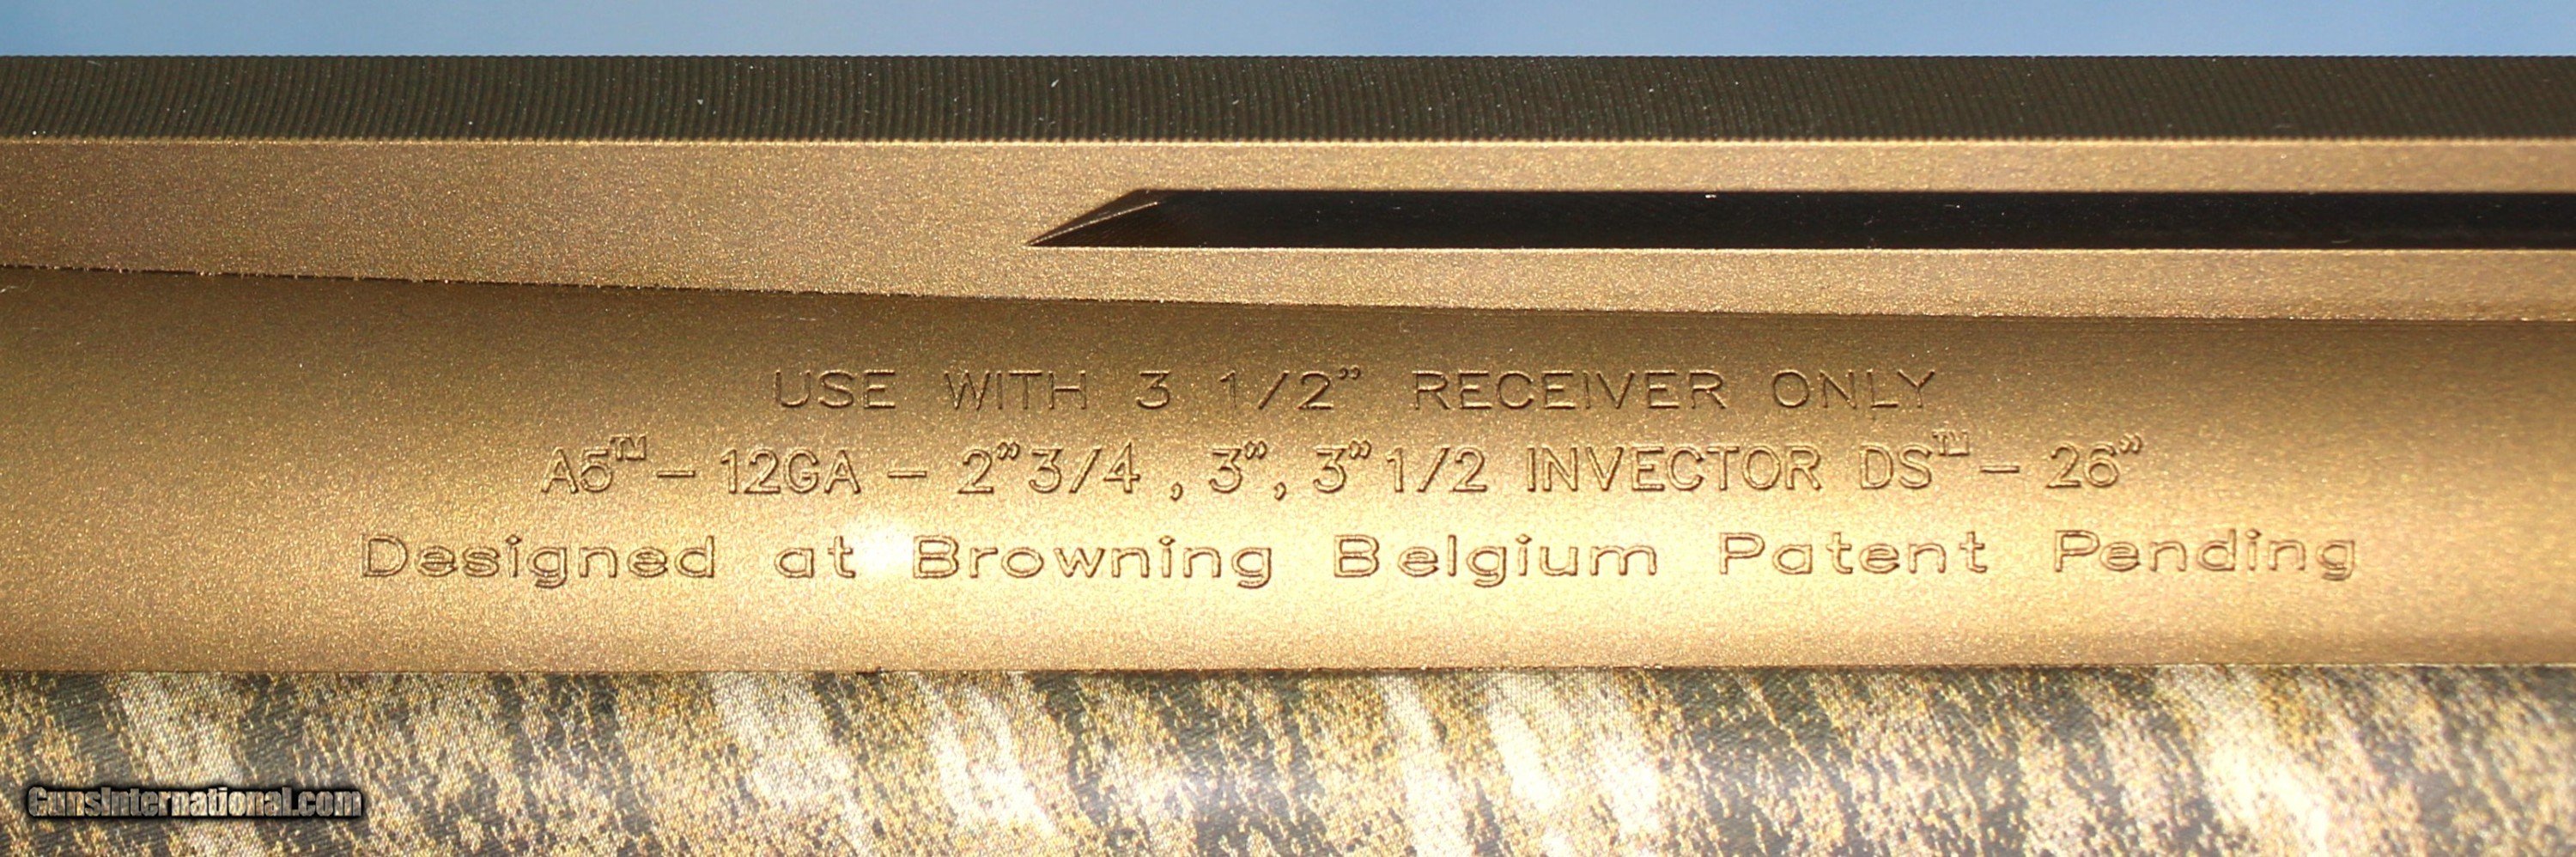 USE WITH 3 1/2” RECEIVER ONLY
A5™ – 12GA – 2”3/4 , 3”, 3”1/2 INVECTOR DS™ – 26”
Designed at Browning Belgium Patent Pending
GunsInternational.com